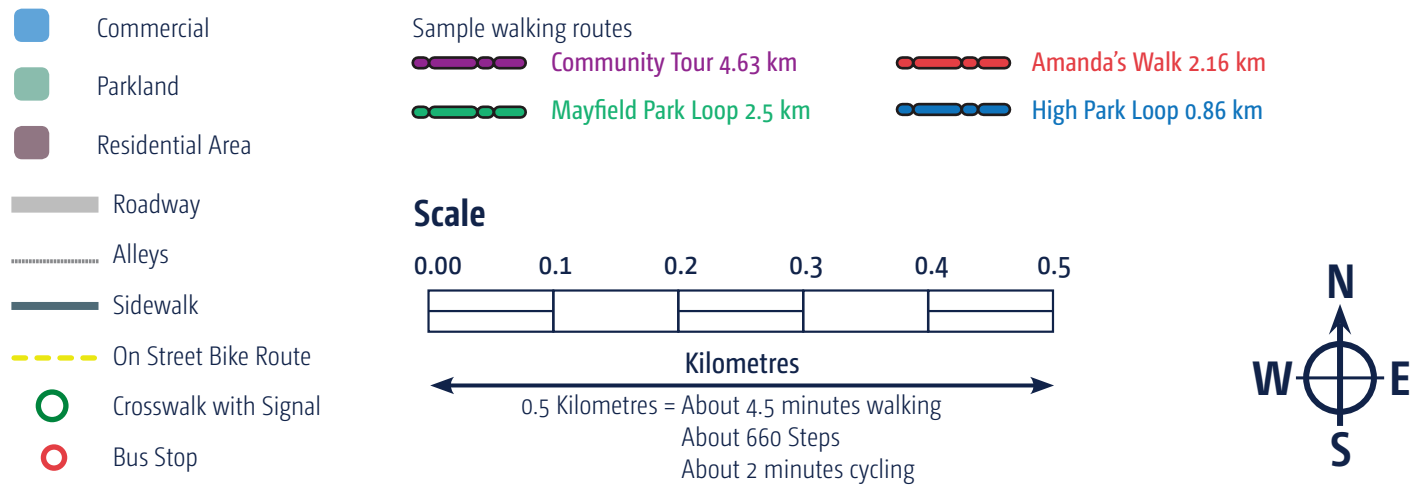 Commercial
Parkland
Residential Area
Roadway
Alleys
Sidewalk
On Street Bike Route
Crosswalk with Signal
Bus Stop
Sample walking routes
Community Tour 4.63 km
Mayfield Park Loop 2.5 km
Amanda's Walk 2.16 km
High Park Loop 0.86 km
Scale
0.00 0.1 0.2 0.3 0.4 0.5
Kilometres
0.5 Kilometres = About 4.5 minutes walking
About 660 Steps
About 2 minutes cycling
N
W E
S